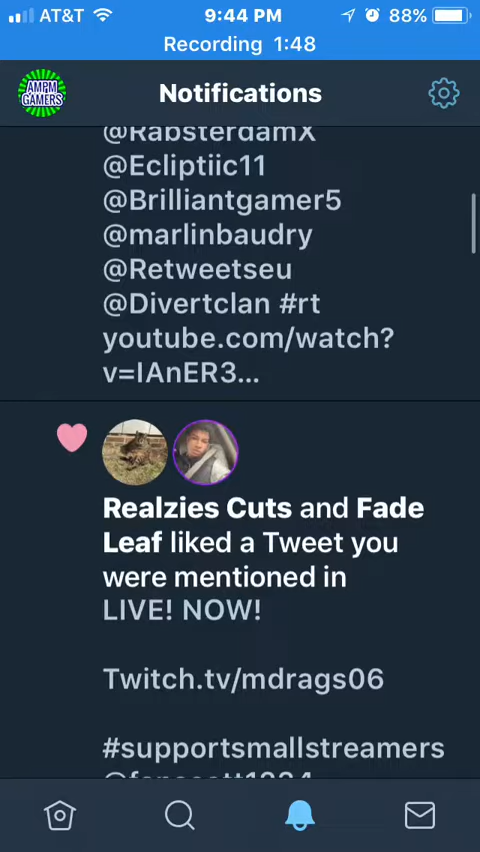 AT&T 9:44 PM 88%
Recording 1:48
AMPM
GAMERS
Notifications
@RabsterdamX
@Ecliptiic11
@Brilliantgamer5
@marlinbaudry
@Retweetseu
@Divertclan #rt
youtube.com/watch?
v=IAnER3...
Realzies Cuts and Fade
Leaf liked a Tweet you
were mentioned in
LIVE! NOW!
Twitch.tv/mdrags06
#supportsmallstreamers